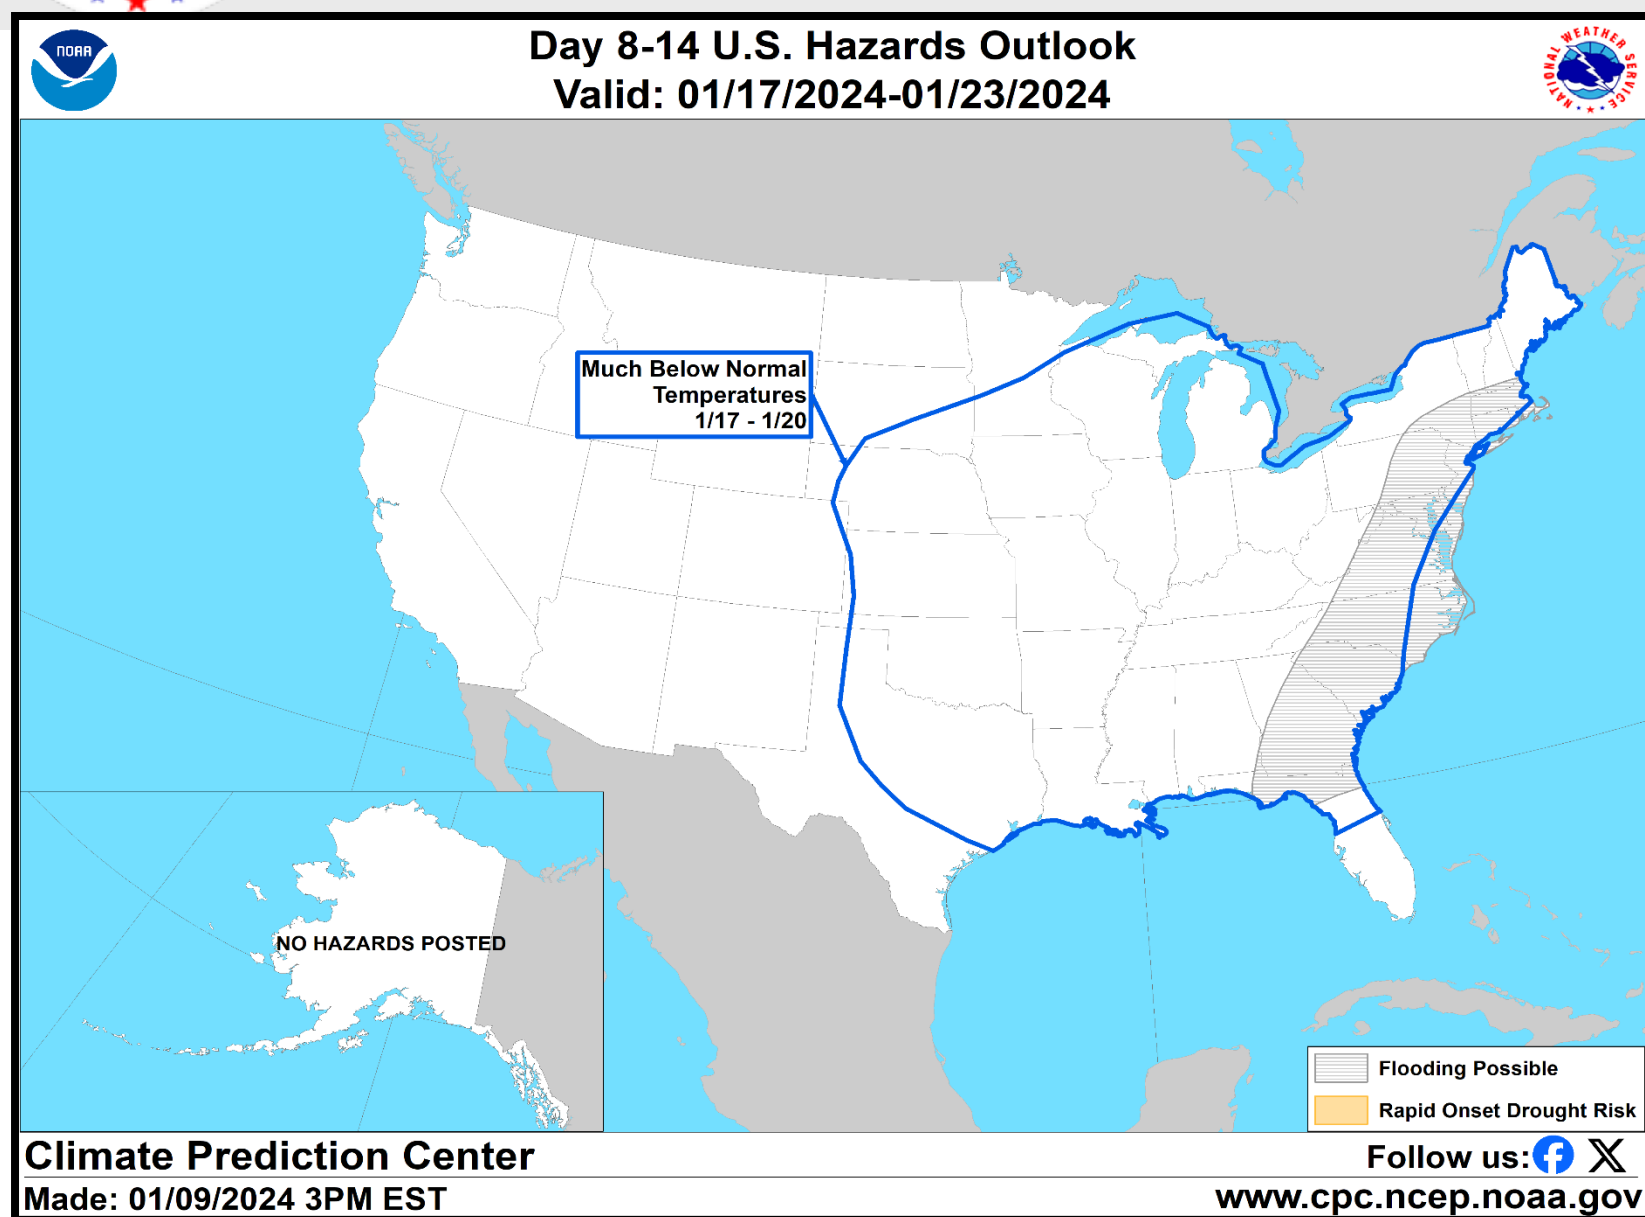 NOAA
Day 8-14 U.S. Hazards Outlook
Valid: 01/17/2024-01/23/2024
NATIONAL WEATHER SERVICE
Much Below Normal
Temperatures
1/17 - 1/20
NO HAZARDS POSTED
Flooding Possible
Rapid Onset Drought Risk
Climate Prediction Center
Follow us:
Made: 01/09/2024 3PM EST
www.cpc.ncep.noaa.gov